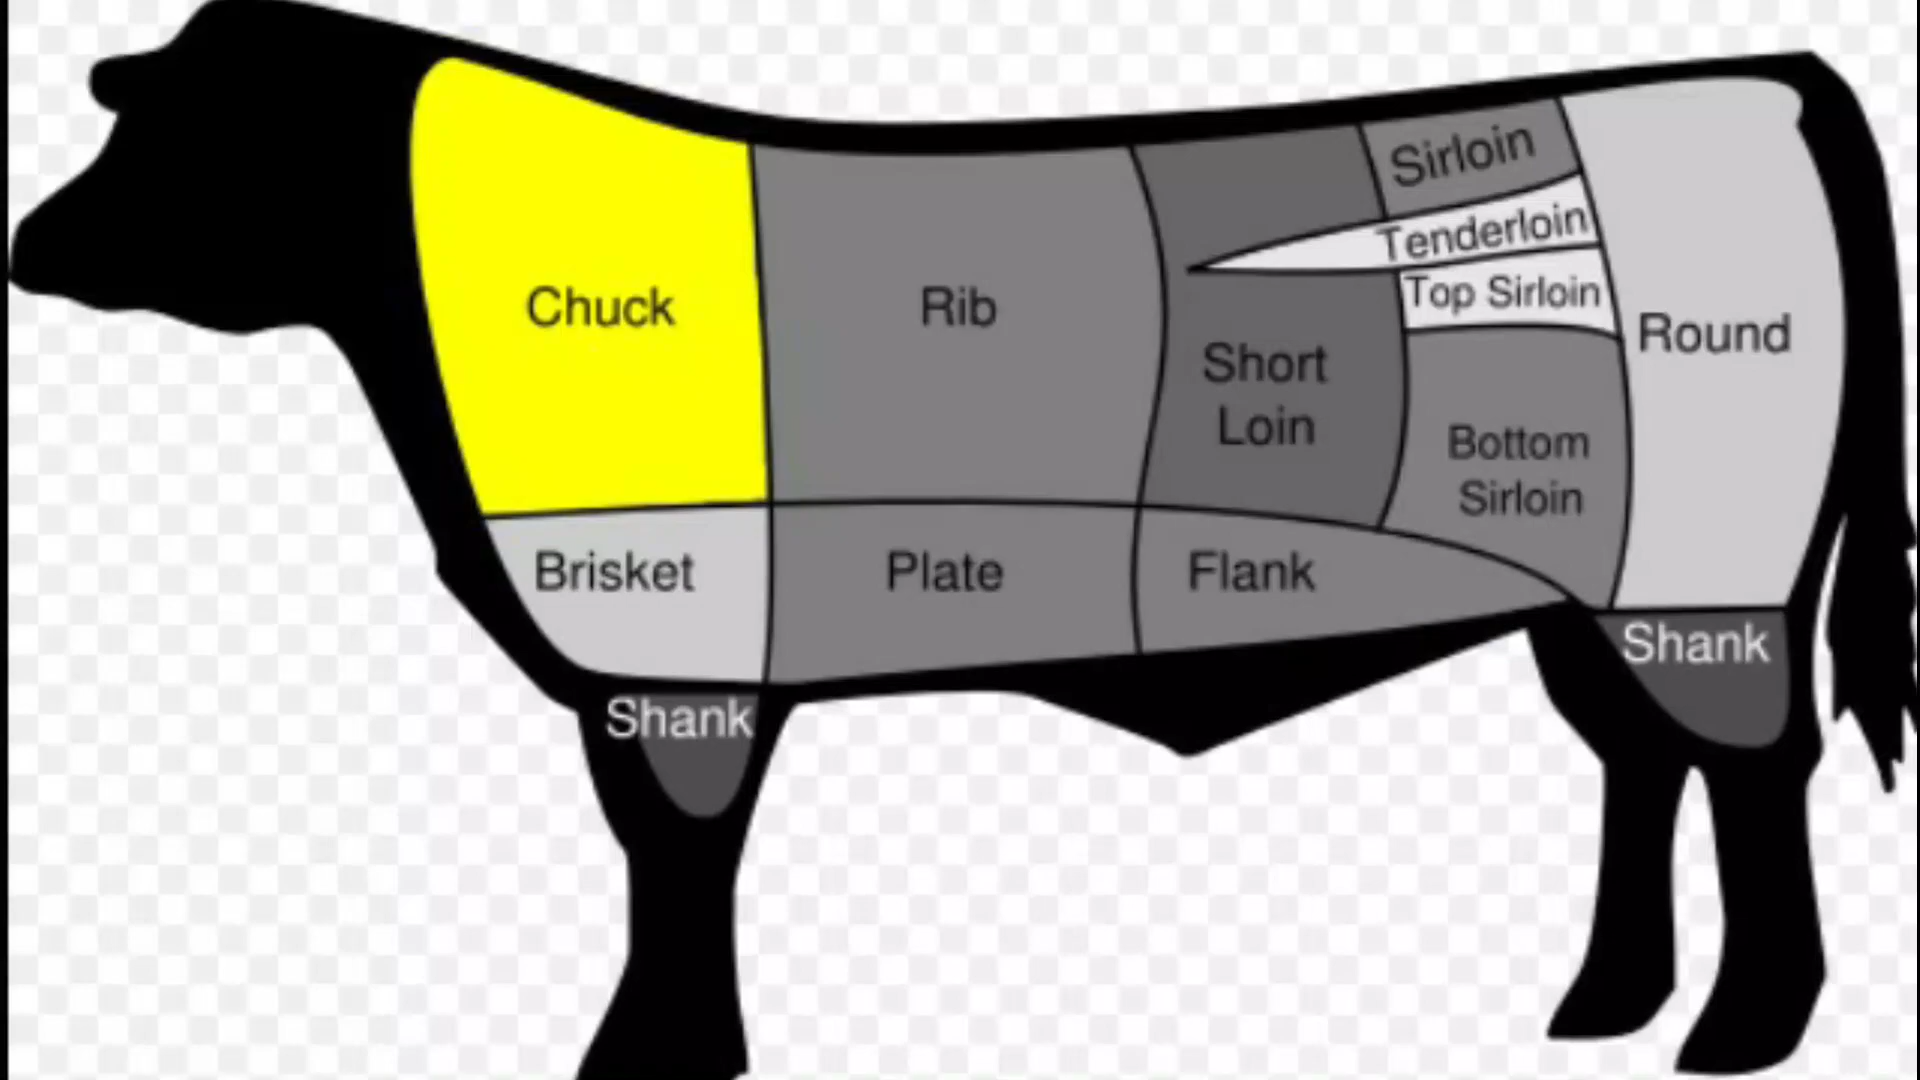 Sirloin
Tenderloin
Top Sirloin
Chuck
Rib
Round
Short
Loin
Bottom
Sirloin
Brisket
Plate
Flank
Shank
Shank